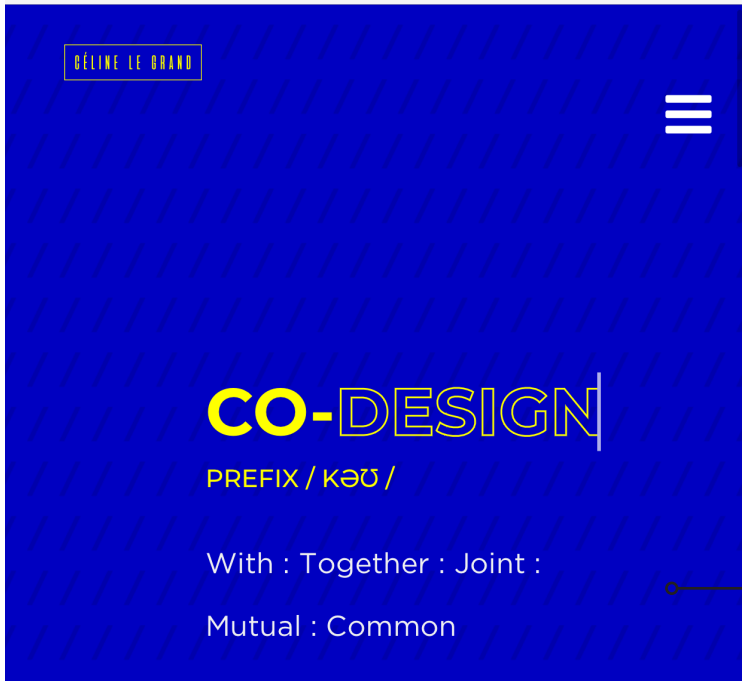 CÉLINE LE GRAND
CO-DESIGN
PREFIX / KƏƱ /
With : Together : Joint :
Mutual : Common